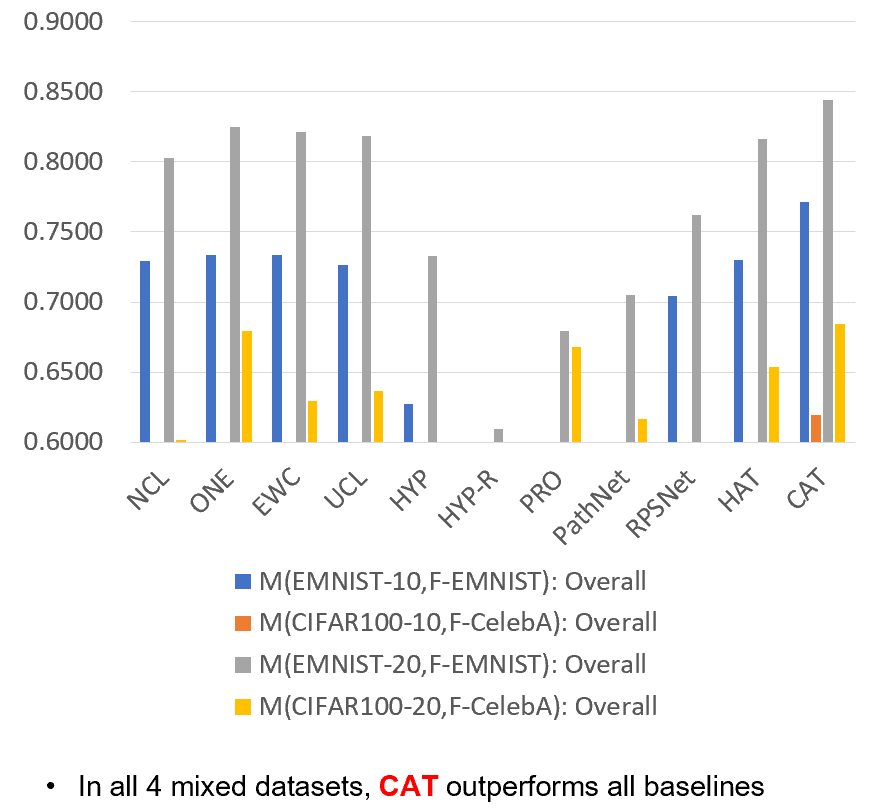 0.9000
0.8500
0.8000
0.7500
0.7000
0.6500
0.6000
NCL
ONE
EWC
UCL
HYP
HYP-R
PRO
PathNet
RPSNet
HAT
CAT
M(EMNIST-10,F-EMNIST): Overall
M(CIFAR100-10,F-CelebA): Overall
M(EMNIST-20,F-EMNIST): Overall
M(CIFAR100-20,F-CelebA): Overall
• In all 4 mixed datasets, CAT outperforms all baselines